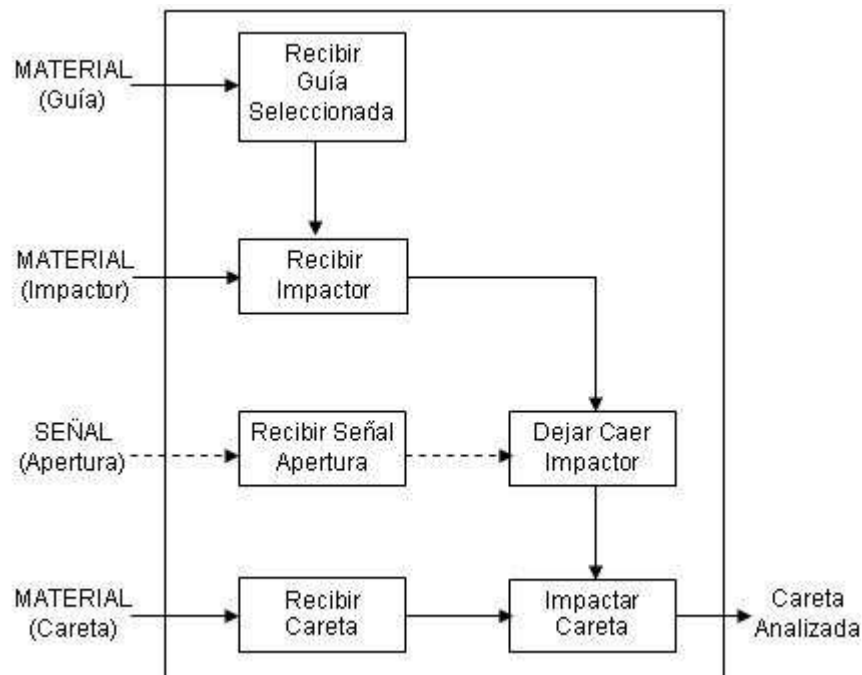 MATERIAL
(Guía)
Recibir
Guía
Seleccionada
MATERIAL
(Impactor)
Recibir
Impactor
SEÑAL
(Apertura)
Recibir Señal
Apertura
Dejar Caer
Impactor
MATERIAL
(Careta)
Recibir
Careta
Impactar
Careta
Careta
Analizada